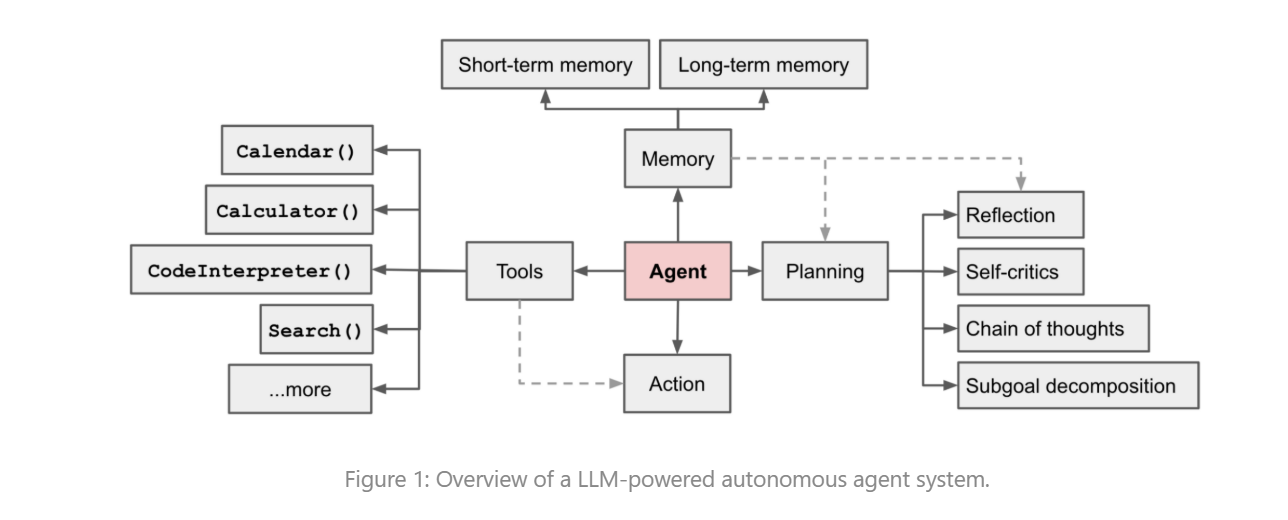 Short-term memory
Long-term memory
Calendar()
Memory
Calculator()
Reflection
CodeInterpreter()
Tools
Agent
Planning
Self-critics
Search()
Chain of thoughts
...more
Action
Subgoal decomposition
Figure 1: Overview of a LLM-powered autonomous agent system.